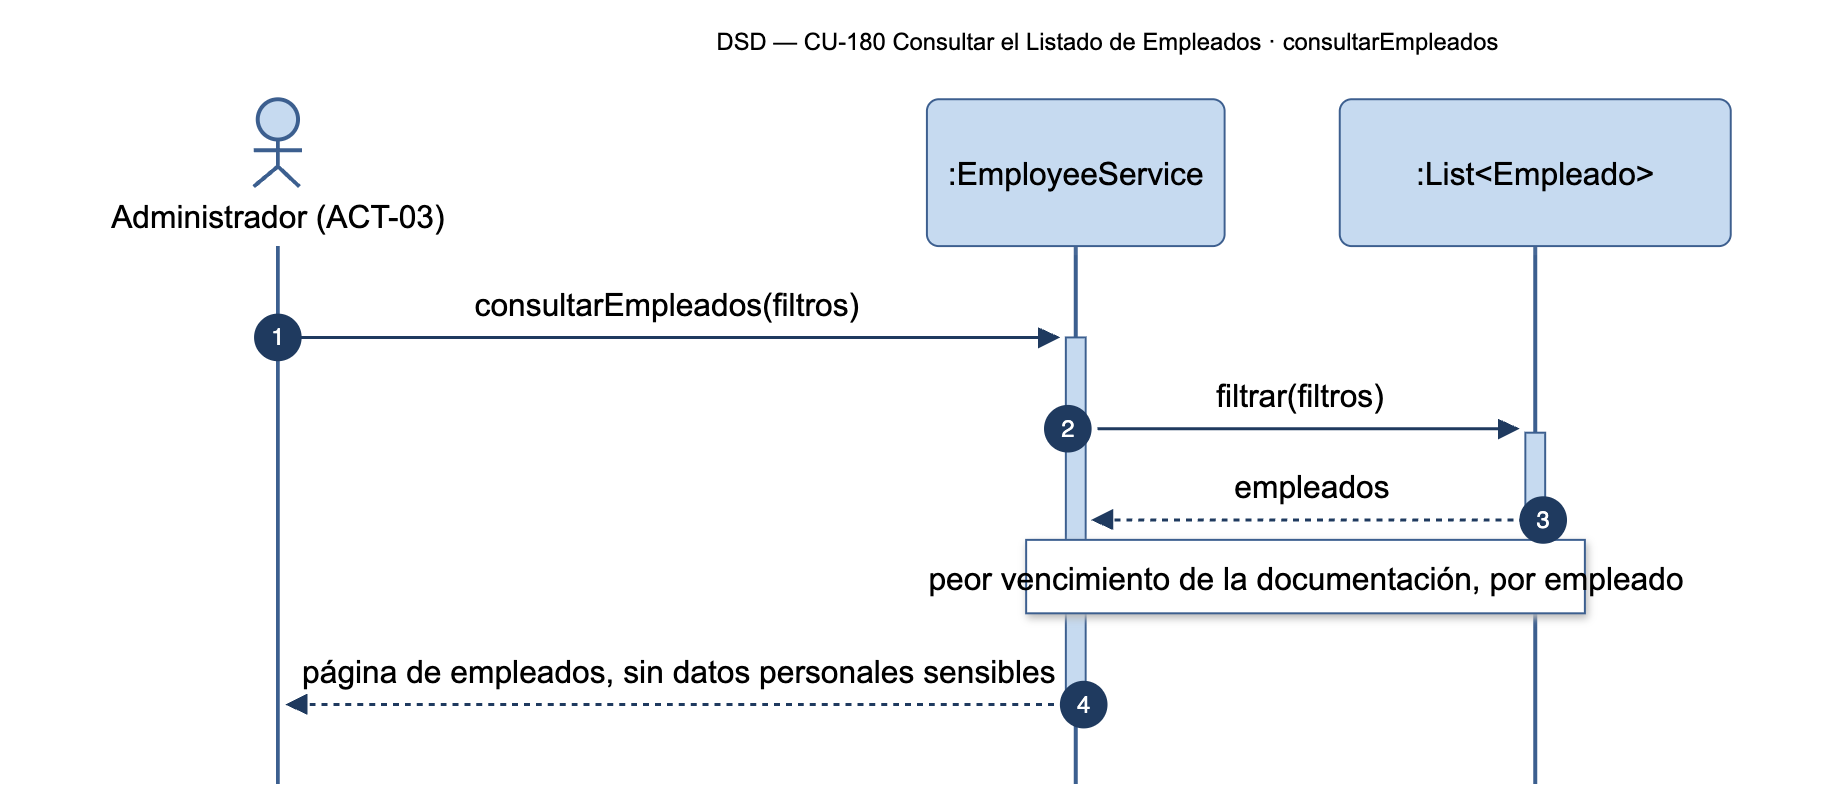 DSD — CU-180 Consultar el Listado de Empleados · consultarEmpleados
Administrador (ACT-03)
:EmployeeService
:List<Empleado>
consultarEmpleados(filtros)
1
filtrar(filtros)
2
empleados
3
peor vencimiento de la documentación, por empleado
página de empleados, sin datos personales sensibles
4